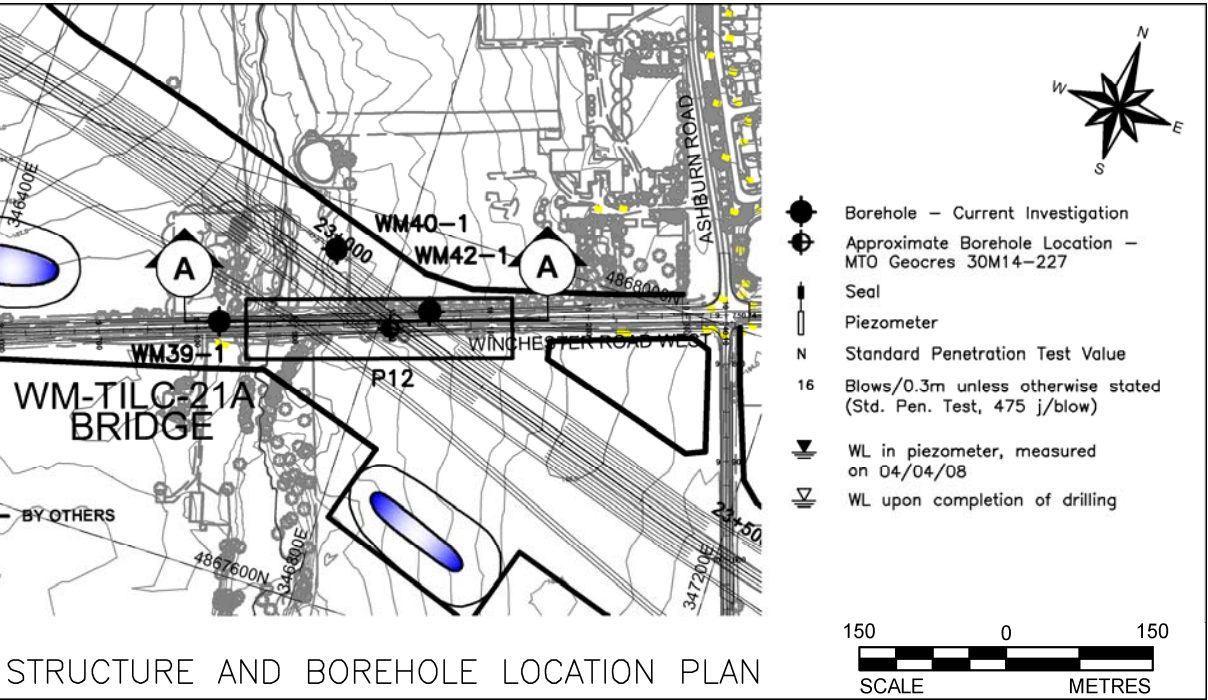 N
W
E
S
ASHBURN ROAD
346400E
WM40-1
23+000
WM42-1
A
A
4868000N
WINCHESTER ROAD WEST
WM39-1
P12
WM-TILC-21A
BRIDGE
BY OTHERS
4867600N
346800E
347200E
23+500
Borehole – Current Investigation
Approximate Borehole Location –
MTO Geocres 30M14-227
Seal
Piezometer
N Standard Penetration Test Value
16 Blows/0.3m unless otherwise stated
(Std. Pen. Test, 475 j/blow)
WL in piezometer, measured
on 04/04/08
WL upon completion of drilling
150 0 150
SCALE METRES
STRUCTURE AND BOREHOLE LOCATION PLAN